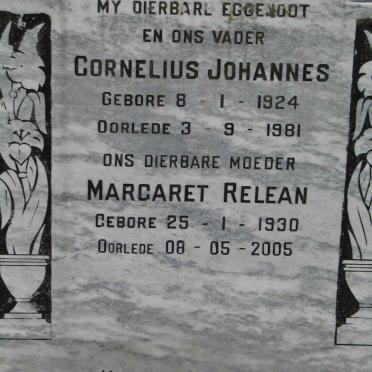 MY DIERBARE EGGENOOT
EN ONS VADER
CORNELIUS JOHANNES
GEBORE 8 - 1 - 1924
OORLEDE 3 - 9 - 1981
ONS DIERBARE MOEDER
MARGARET RELEAN
GEBORE 25 - 1 - 1930
OORLEDE 08 - 05 - 2005